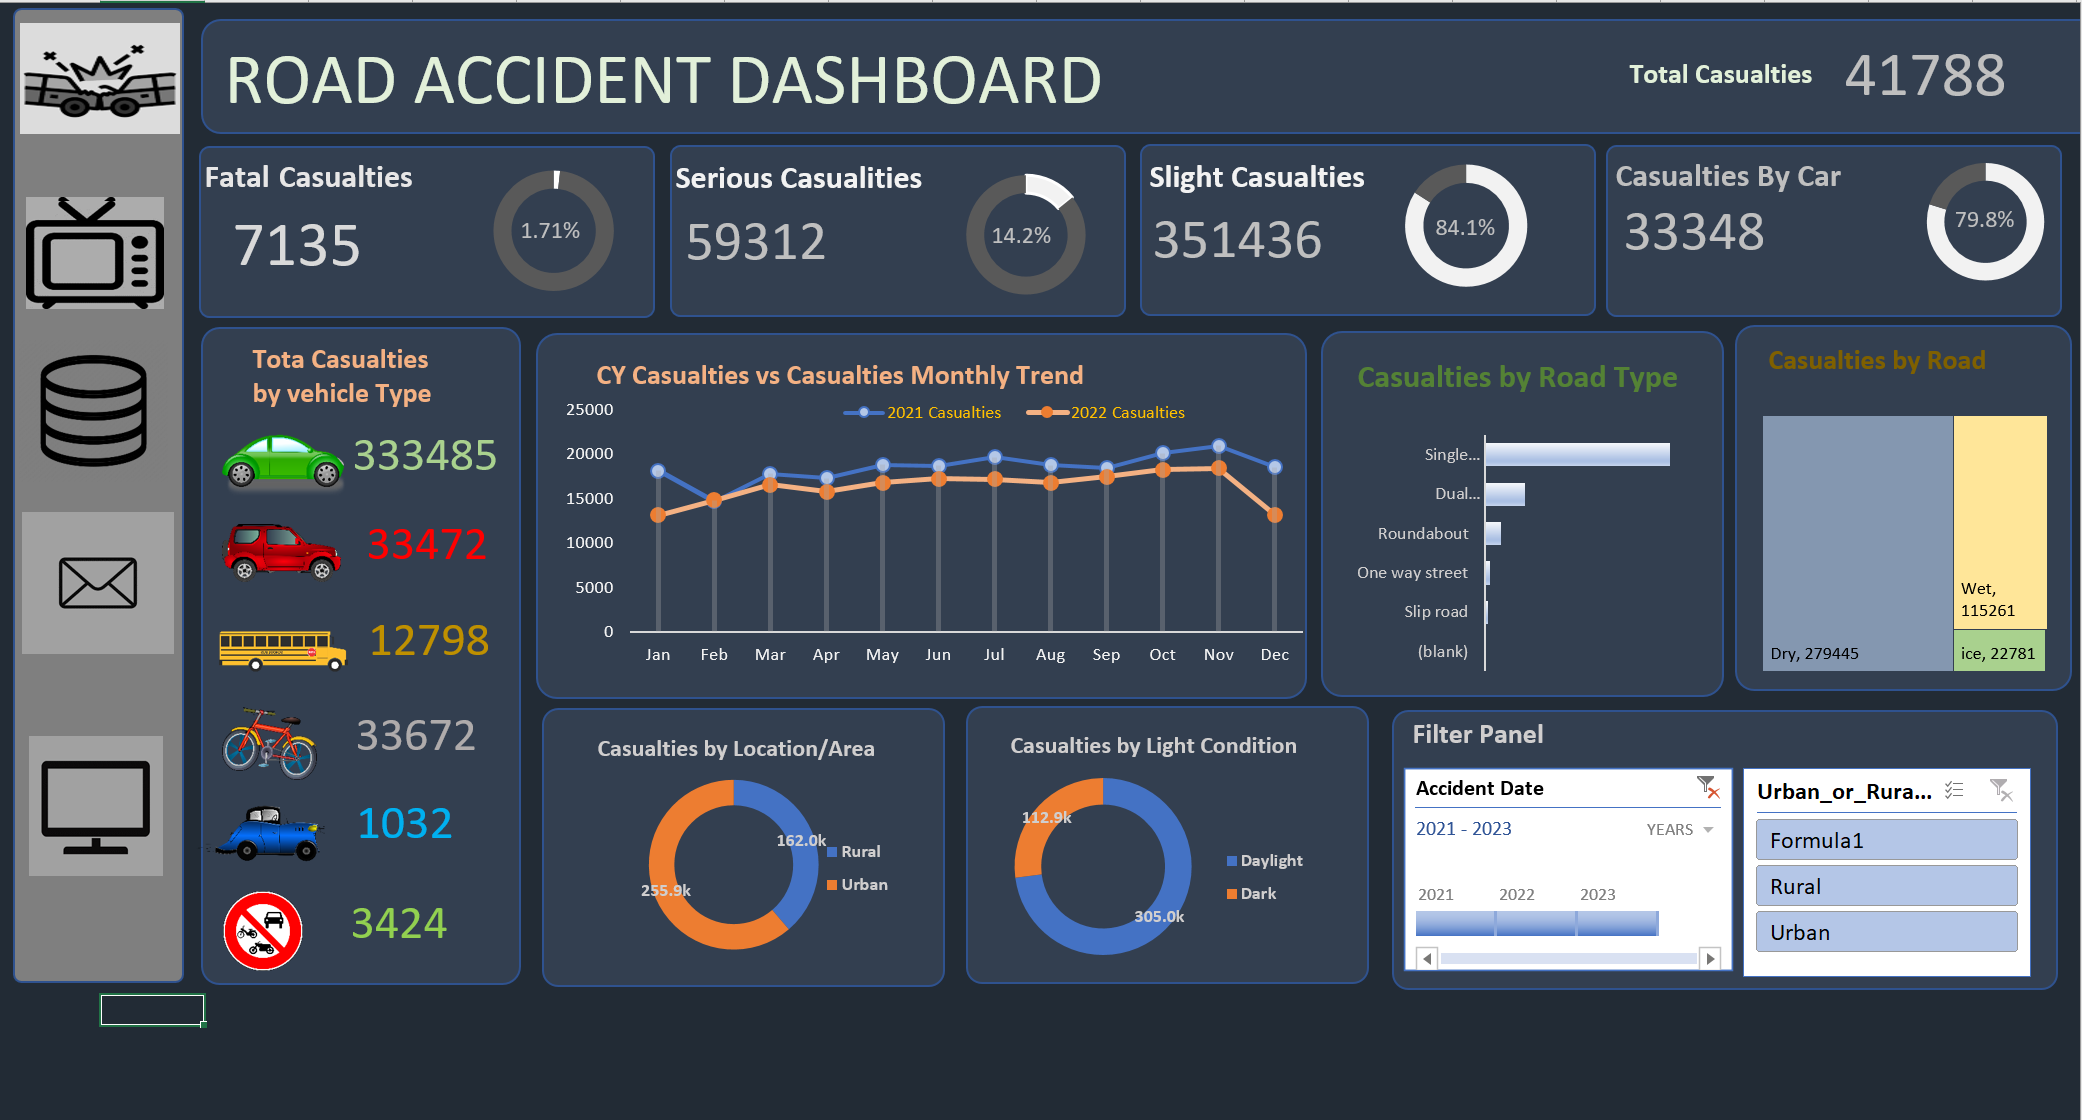 ROAD ACCIDENT DASHBOARD
Total Casualties 41788
Fatal Casualties
7135
1.71%
Serious Casualities
59312
14.2%
Slight Casualties
351436
84.1%
Casualties By Car
33348
79.8%
Tota Casualties
by vehicle Type
333485
33472
12798
33672
1032
3424
CY Casualties vs Casualties Monthly Trend
2021 Casualties 2022 Casualties
25000
20000
15000
10000
5000
0
Jan Feb Mar Apr May Jun Jul Aug Sep Oct Nov Dec
Casualties by Road Type
Single...
Dual...
Roundabout
One way street
Slip road
(blank)
Casualties by Road
Wet,
115261
Dry, 279445
ice, 22781
Casualties by Location/Area
162.0k
255.9k
Rural
Urban
Casualties by Light Condition
112.9k
305.0k
Daylight
Dark
Filter Panel
Accident Date
2021 - 2023 YEARS
2021 2022 2023
Urban_or_Rura...
Formula1
Rural
Urban